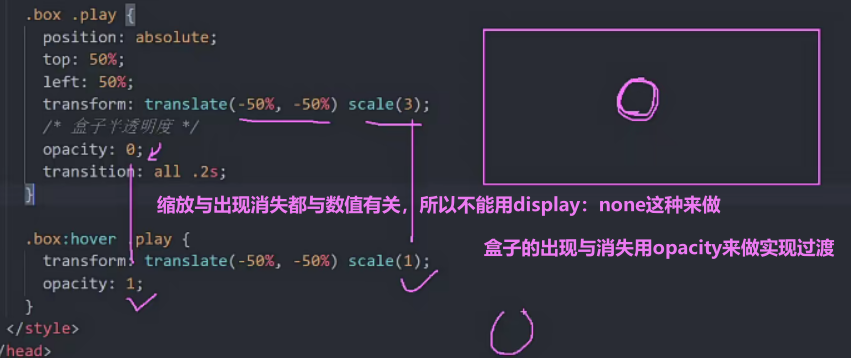 .box .play {
position: absolute;
top: 50%;
left: 50%;
transform: translate(-50%, -50%) scale(3);
/* 盒子半透明度 */
opacity: 0;
transition: all .2s;
}
缩放与出现消失都与数值有关，所以不能用display：none这种来做
.box:hover .play {
盒子的出现与消失用opacity来做实现过渡
transform: translate(-50%, -50%) scale(1);
opacity: 1;
}
</style>
/head>